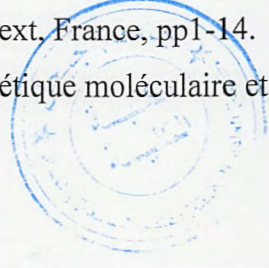 ext, France, pp1-14.
étique moléculaire et